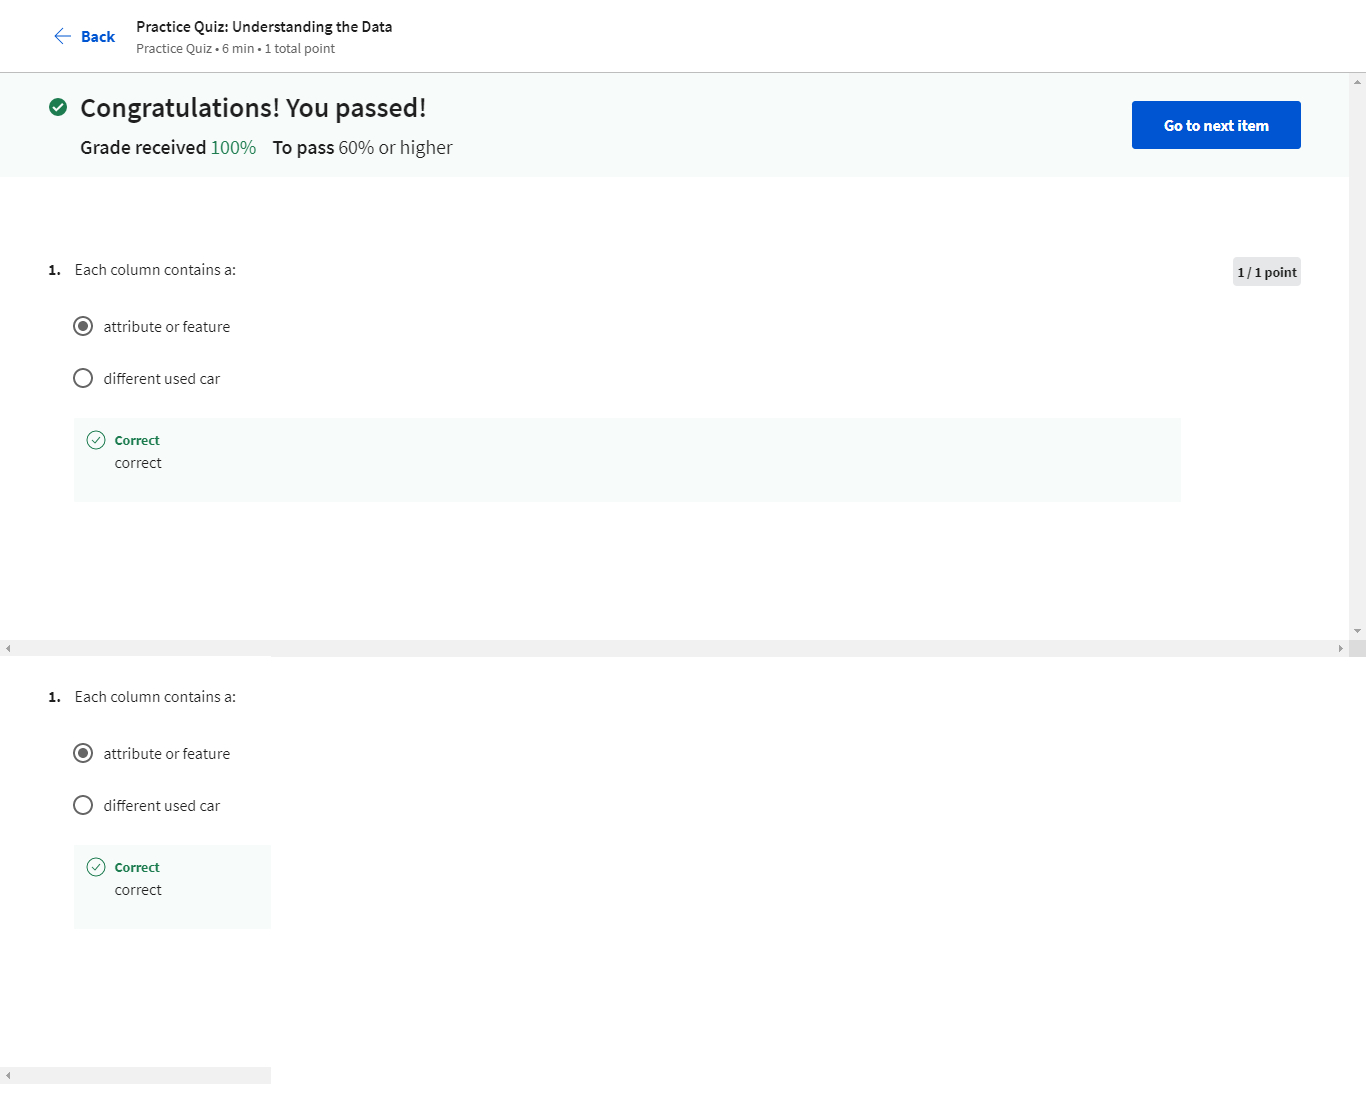 Back
Practice Quiz: Understanding the Data
Practice Quiz • 6 min • 1 total point
Congratulations! You passed!
Grade received 100% To pass 60% or higher
Go to next item
1. Each column contains a:
1 / 1 point
attribute or feature
different used car
Correct
correct
1. Each column contains a:
attribute or feature
different used car
Correct
correct